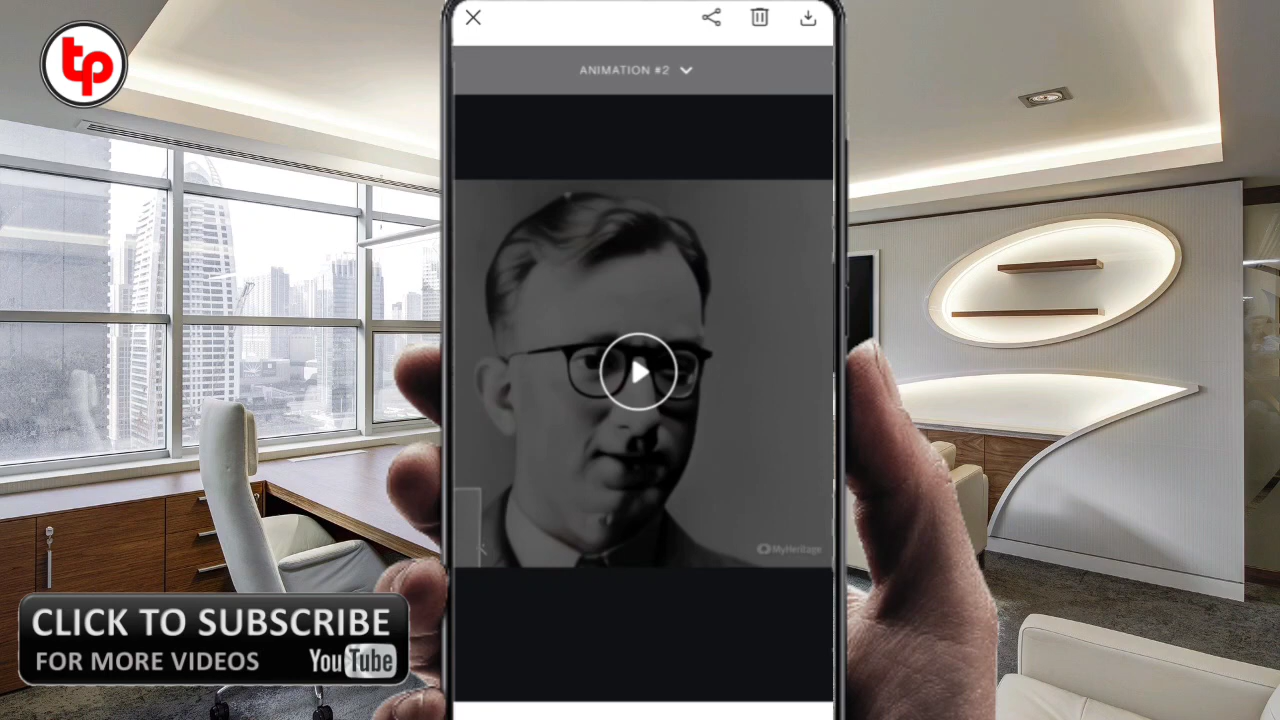 tp
ANIMATION #2
MyHeritage
CLICK TO SUBSCRIBE
FOR MORE VIDEOS YouTube